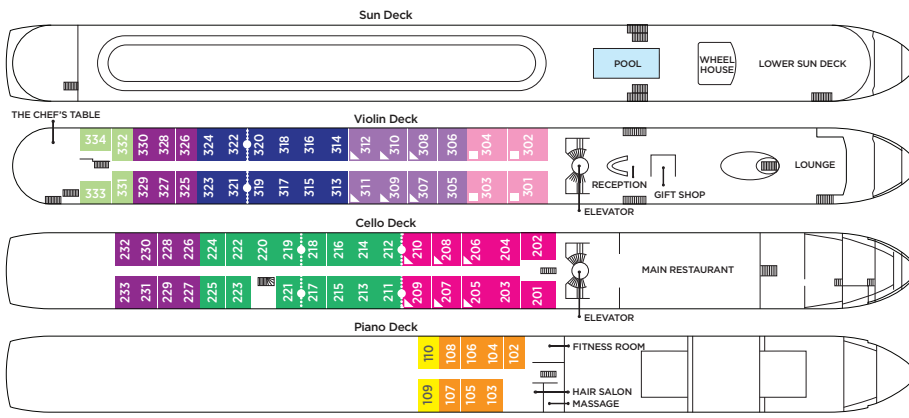 Sun Deck
POOL
WHEEL
HOUSE
LOWER SUN DECK
Violin Deck
THE CHEF'S TABLE
334 332 330 328 326 324 322 320 318 316 314 312 310 308 306 304 302
333 331 329 327 325 323 321 319 317 315 313 311 309 307 305 303 301
RECEPTION
GIFT SHOP
LOUNGE
ELEVATOR
Cello Deck
232 230 228 226 224 222 220 219 218 216 214 212 210 208 206 204 202
233 231 229 227 225 223 221 217 215 213 211 209 207 205 203 201
MAIN RESTAURANT
ELEVATOR
Piano Deck
110 108 106 104 102
109 107 105 103
FITNESS ROOM
HAIR SALON
MASSAGE